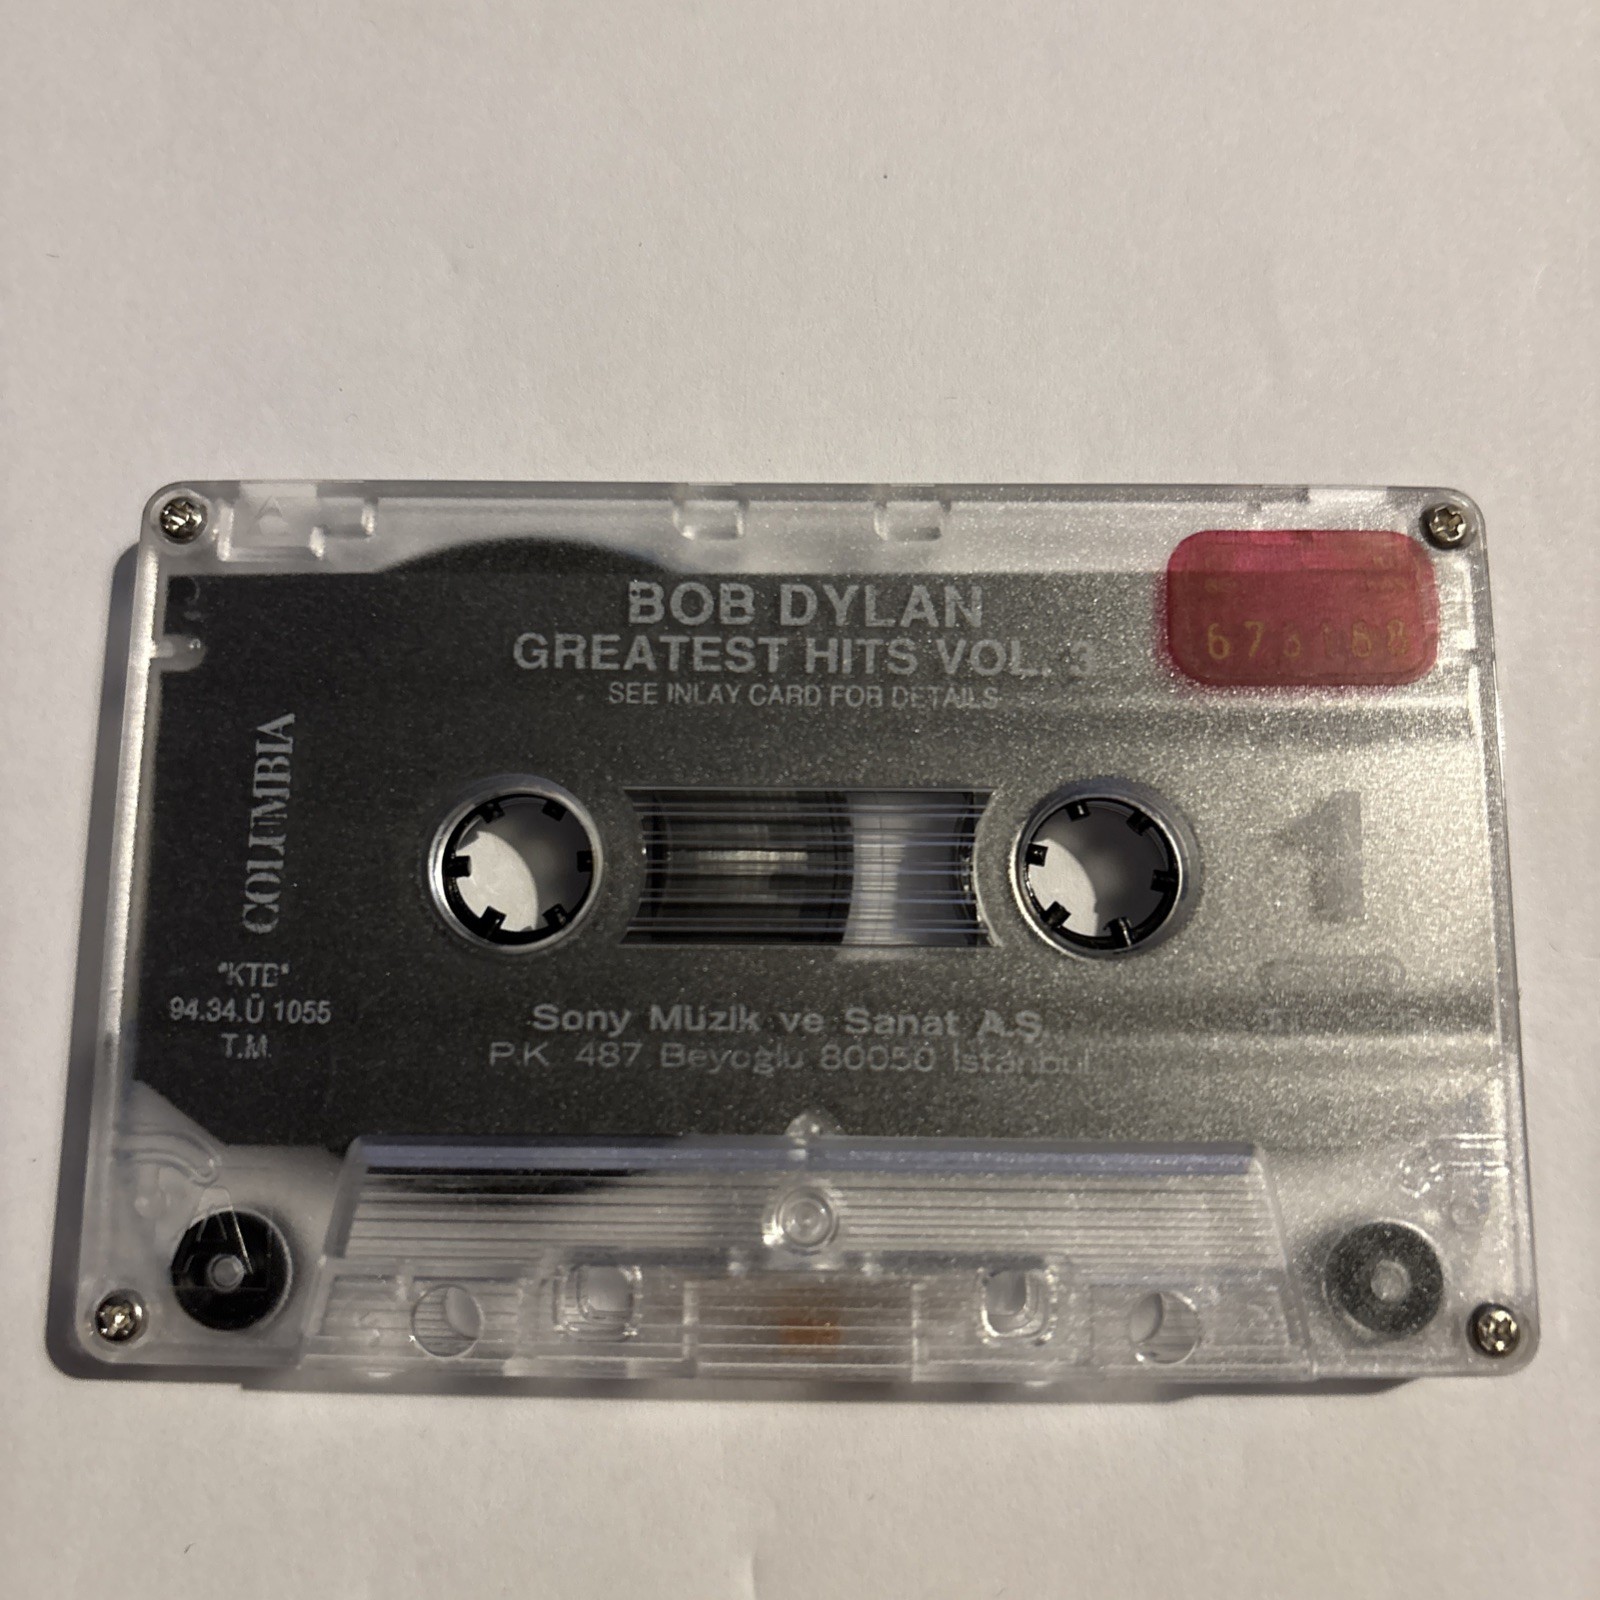 BOB DYLAN
GREATEST HITS VOL. 3
SEE INLAY CARD FOR DETAILS
COLUMBIA
1
"KTB"
94.34.Ü 1055
T.M.
Sony Müzik ve Sanat A.Ş.
P.K 487 Beyoğlu 80050 İstanbul
A